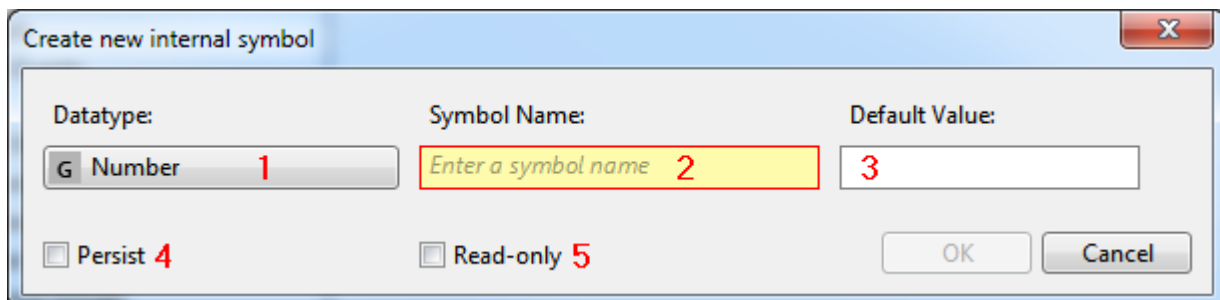 Create new internal symbol
x
Datatype: Symbol Name: Default Value:
G Number 1 Enter a symbol name 2 3
Persist 4 Read-only 5 OK Cancel